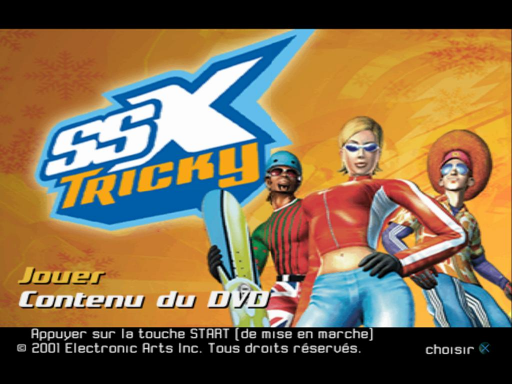 SSX
TRICKY
Jouer
Contenu du DVD
Appuyer sur la touche START (de mise en marche)
© 2001 Electronic Arts Inc. Tous droits réservés.
choisir